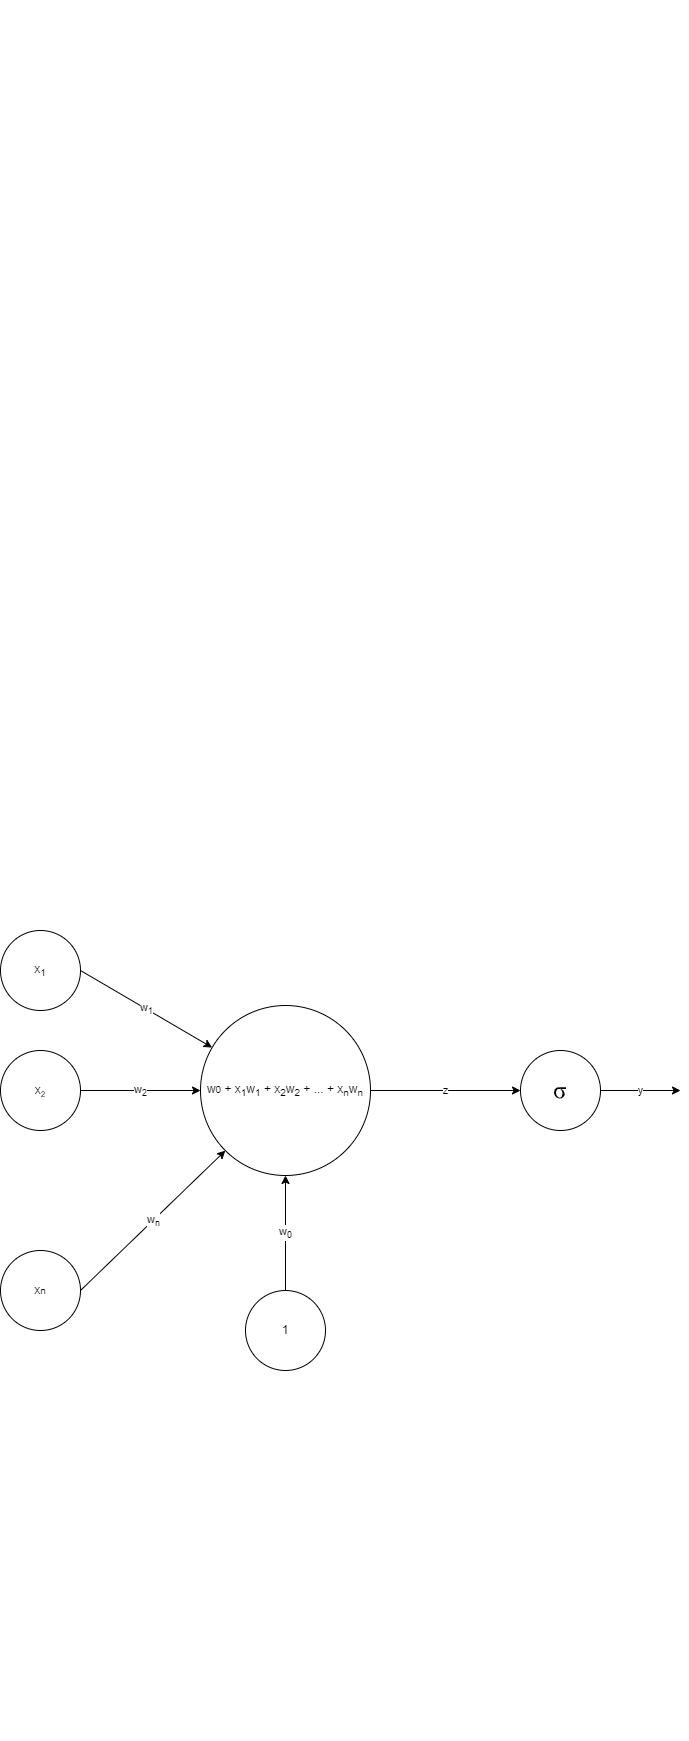 x₁
w₁
x₂
w₂
w0 + x₁w₁ + x₂w₂ + ... + xₙwₙ
z
σ
y
wₙ
w₀
xn
1